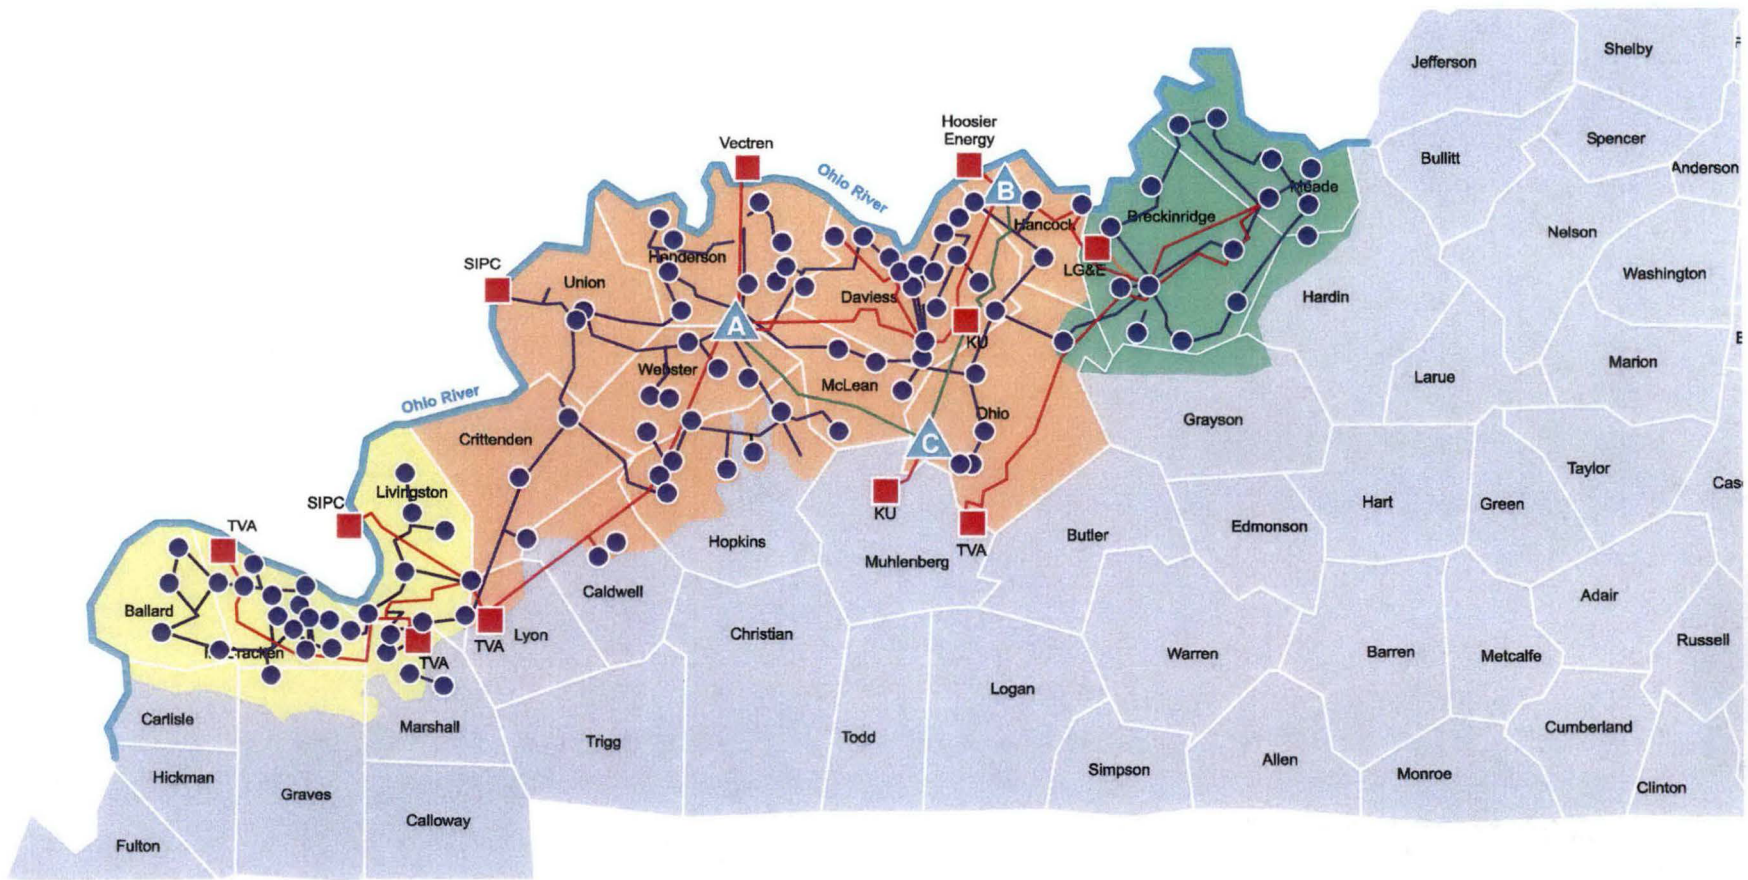 Jefferson
Shelby
Spencer
Bullitt
Anderson
Hoosier
Energy
Vectren
Ohio River
B
Meade
Breckinridge
Hancock
Nelson
Washington
SIPC
Henderson
Union
LG&E
Daviess
Hardin
A
KU
Marion
Larue
Webster
McLean
Ohio River
Ohio
Grayson
Crittenden
C
Taylor
Livingston
SIPC
Hart
Green
Cas
KU
TVA
Edmonson
Butler
TVA
Hopkins
Muhlenberg
Caldwell
Adair
Ballard
Lyon
TVA
Christian
Russell
TVA
Warren
Barren
Metcalfe
Logan
Carlisle
Marshall
Cumberland
Trigg
Todd
Simpson
Allen
Monroe
Hickman
Graves
Clinton
Calloway
Fulton